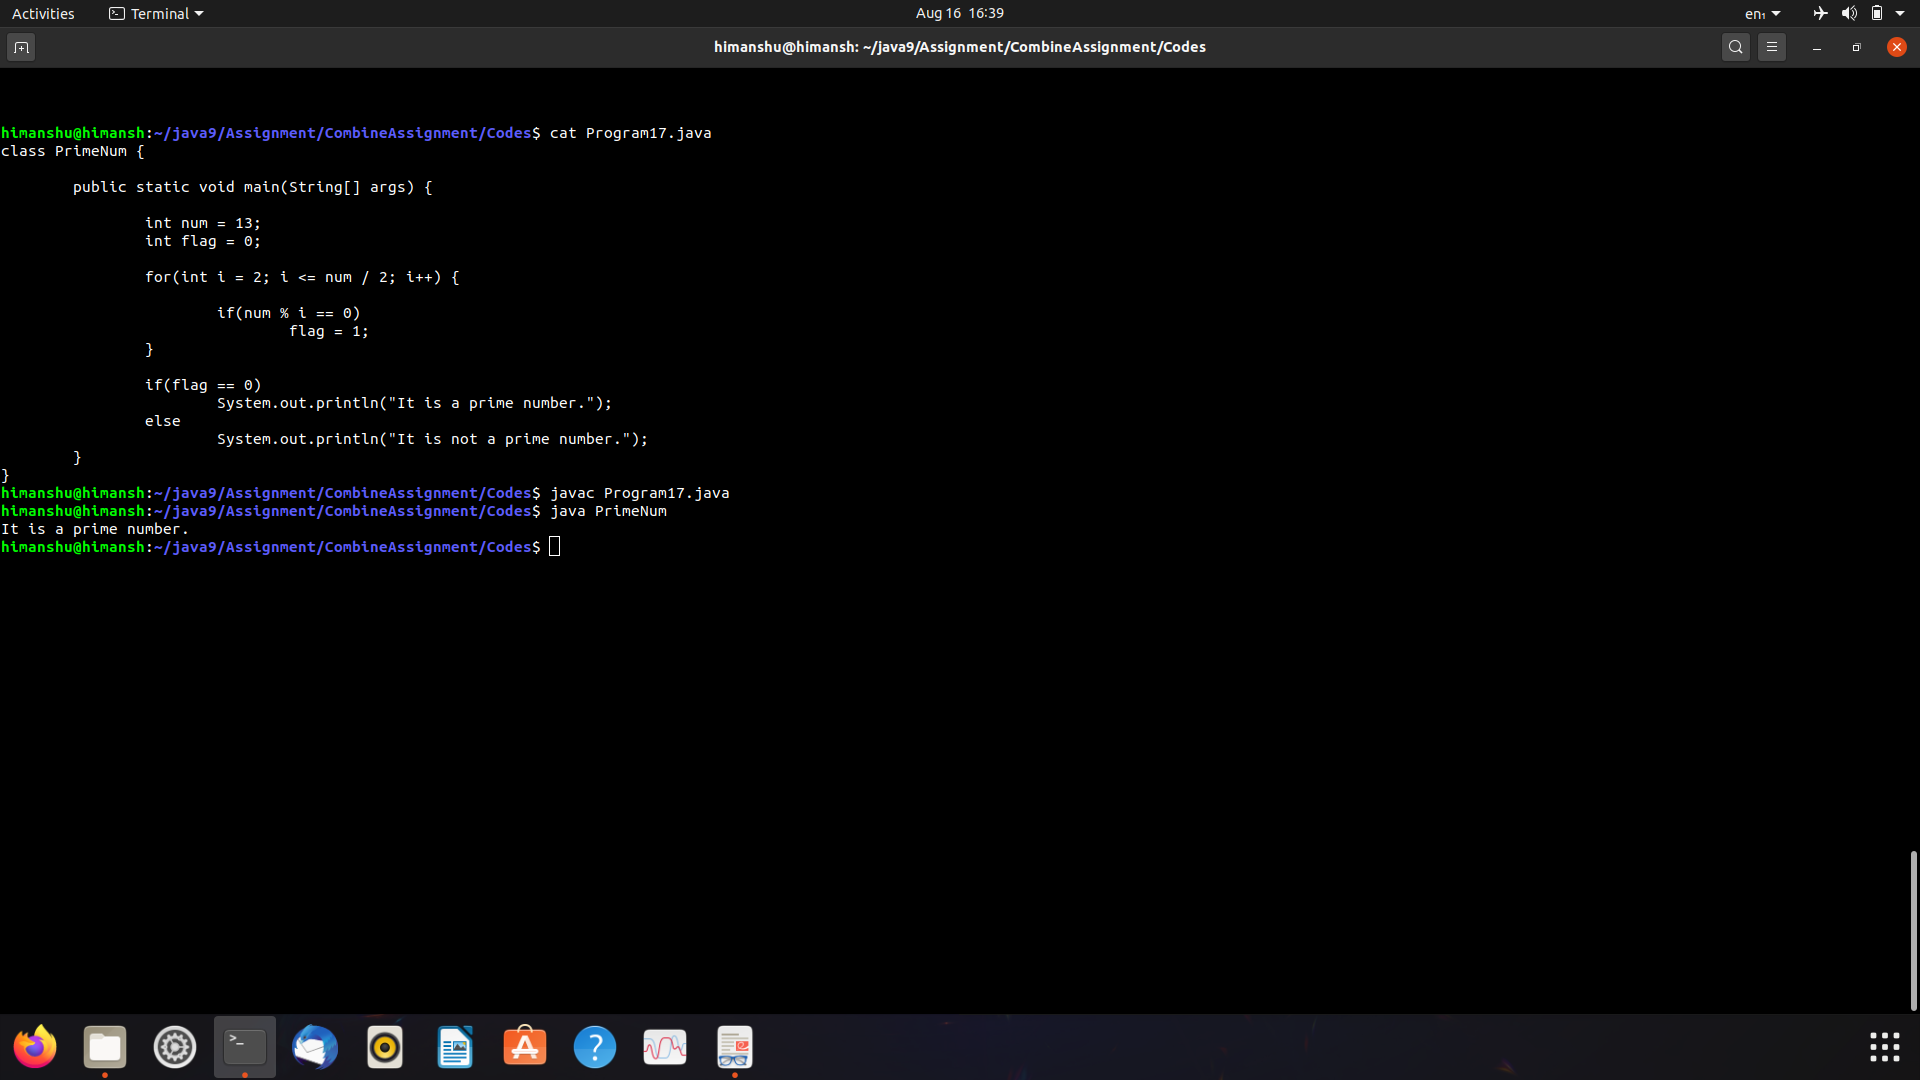 Activities Terminal Aug 16 16:39 en₁
himanshu@himansh: ~/java9/Assignment/CombineAssignment/Codes
himanshu@himansh:~/java9/Assignment/CombineAssignment/Codes$ cat Program17.java
class PrimeNum {
public static void main(String[] args) {
int num = 13;
int flag = 0;
for(int i = 2; i <= num / 2; i++) {
if(num % i == 0)
flag = 1;
}
if(flag == 0)
System.out.println("It is a prime number.");
else
System.out.println("It is not a prime number.");
}
}
himanshu@himansh:~/java9/Assignment/CombineAssignment/Codes$ javac Program17.java
himanshu@himansh:~/java9/Assignment/CombineAssignment/Codes$ java PrimeNum
It is a prime number.
himanshu@himansh:~/java9/Assignment/CombineAssignment/Codes$